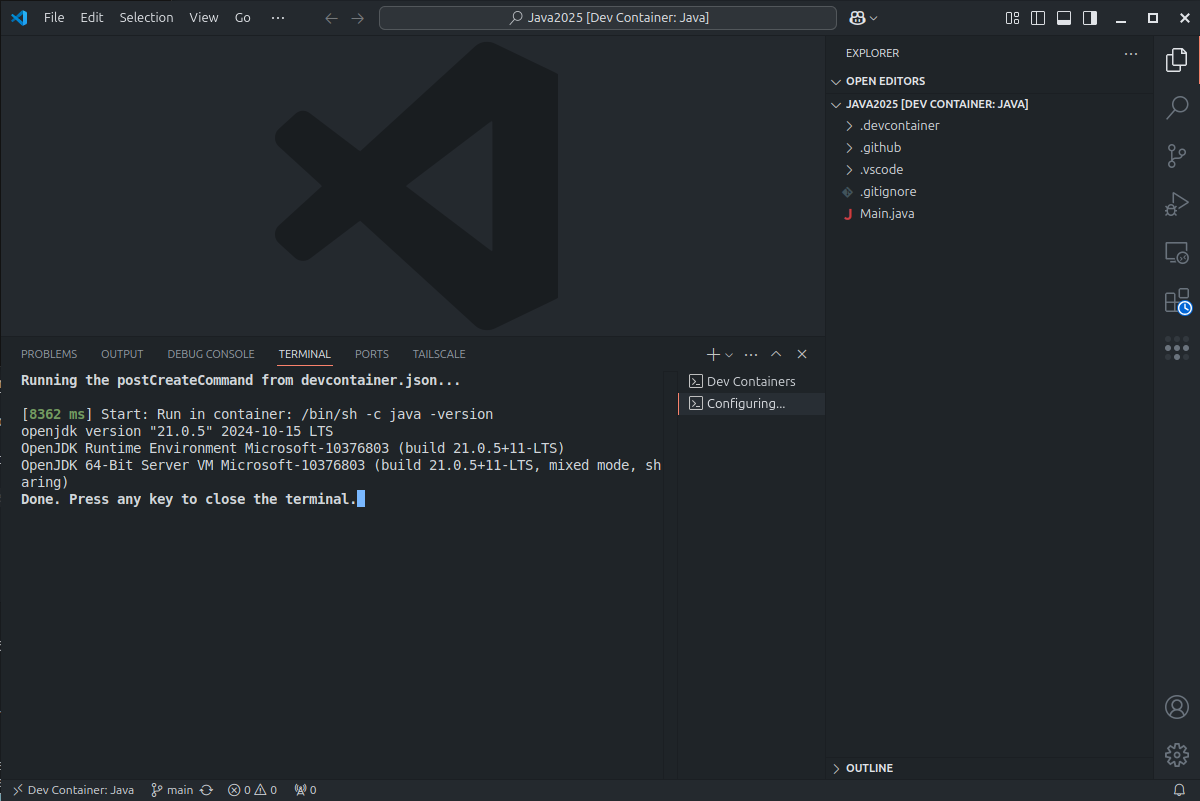 File Edit Selection View Go ··· Java2025 [Dev Container: Java]
EXPLORER
OPEN EDITORS
JAVA2025 [DEV CONTAINER: JAVA]
.devcontainer
.github
.vscode
.gitignore
J Main.java
OUTLINE
PROBLEMS OUTPUT DEBUG CONSOLE TERMINAL PORTS TAILSCALE
Running the postCreateCommand from devcontainer.json...
[8362 ms] Start: Run in container: /bin/sh -c java -version
openjdk version "21.0.5" 2024-10-15 LTS
OpenJDK Runtime Environment Microsoft-10376803 (build 21.0.5+11-LTS)
OpenJDK 64-Bit Server VM Microsoft-10376803 (build 21.0.5+11-LTS, mixed mode, sh
aring)
Done. Press any key to close the terminal.
Dev Containers
Configuring...
Dev Container: Java main 0 0 0